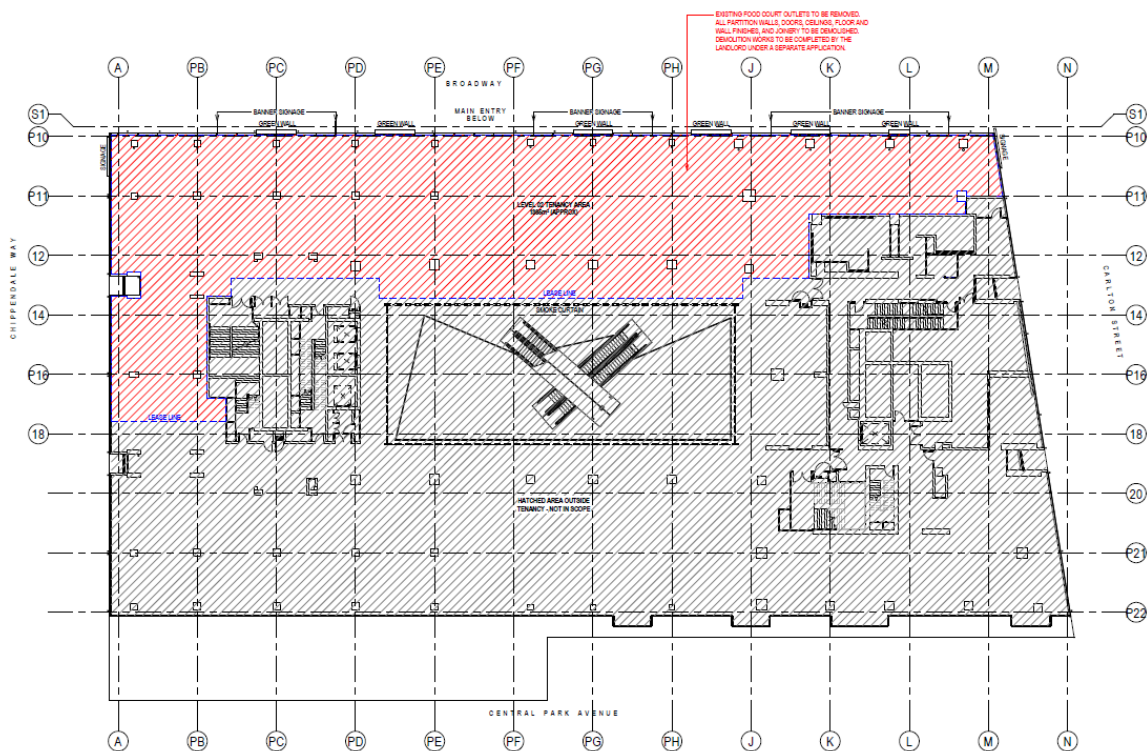 EXISTING FOOD COURT OUTLETS TO BE REMOVED.
ALL PARTITION WALLS, DOORS, CEILINGS, FLOOR AND
WALL FINISHES, AND JOINERY TO BE DEMOLISHED.
DEMOLITION WORKS TO BE COMPLETED BY THE
LANDLORD UNDER A SEPARATE APPLICATION.
A PB PC PD PE PF PG PH J K L M N
BROADWAY
S1 BANNER SIGNAGE MAIN ENTRY BANNER SIGNAGE BANNER SIGNAGE S1
BELOW
GREEN WALL GREEN WALL GREEN WALL GREEN WALL GREEN WALL GREEN WALL
P10 P10
SIGNAGE SIGNAGE
P11 P11
LEVEL 02 TENANCY AREA
(APPROX)
CHIPPENDALE WAY
12 12
CARLTON STREET
LEASE LINE
SMOKE CURTAIN
14 14
P16 P16
LEASE LINE
18 18
HATCHED AREA OUTSIDE
TENANCY - NOT IN SCOPE
20 20
P21 P21
P22 P22
CENTRAL PARK AVENUE
A PB PC PD PE PF PG PH J K L M N